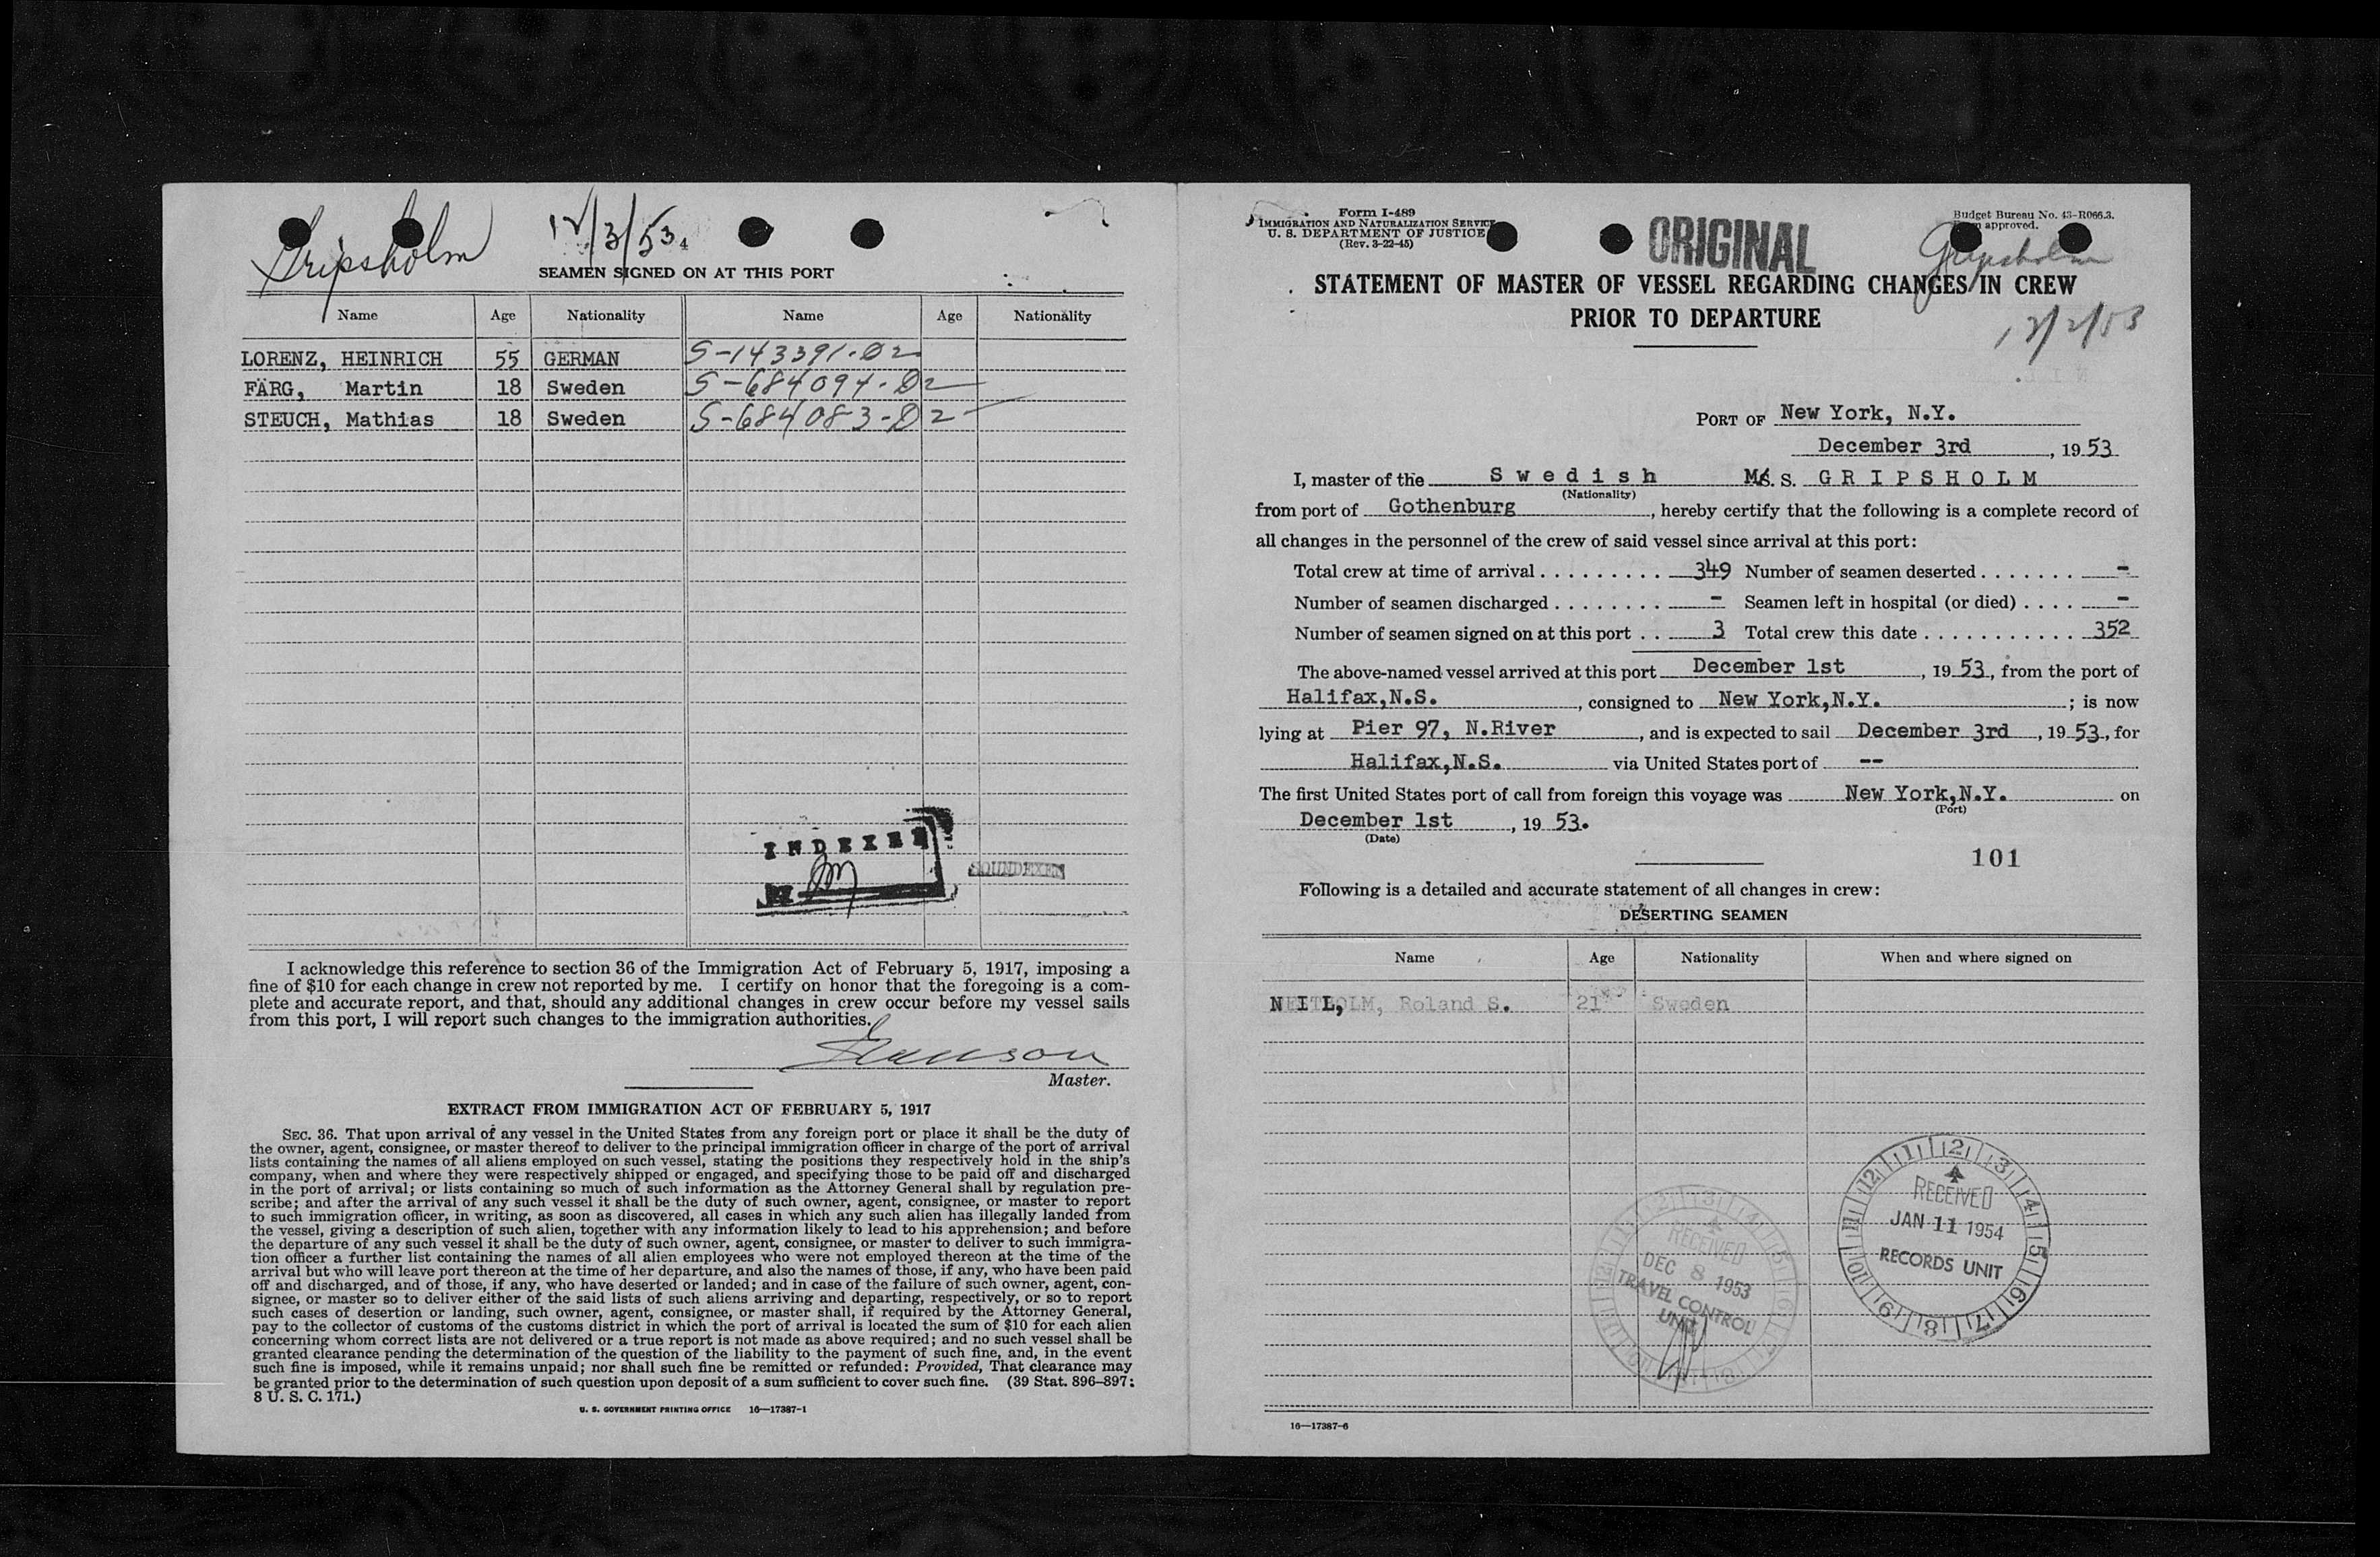 Gripsholm
12/3/53
4
SEAMEN SIGNED ON AT THIS PORT
Name Age Nationality Name Age Nationality
LORENZ, HEINRICH 55 GERMAN S-143391-D2
FÄRG, Martin 18 Sweden S-684094-D2
STEUCH, Mathias 18 Sweden S-684083-D2
INDEXED
SOUNDEXED
I acknowledge this reference to section 36 of the Immigration Act of February 5, 1917, imposing a
fine of $10 for each change in crew not reported by me. I certify on honor that the foregoing is a com-
plete and accurate report, and that, should any additional changes in crew occur before my vessel sails
from this port, I will report such changes to the immigration authorities.
Master.
EXTRACT FROM IMMIGRATION ACT OF FEBRUARY 5, 1917
SEC. 36. That upon arrival of any vessel in the United States from any foreign port or place it shall be the duty of
the owner, agent, consignee, or master thereof to deliver to the principal immigration officer in charge of the port of arrival
lists containing the names of all aliens employed on such vessel, stating the positions they respectively hold in the ship's
company, when and where they were respectively shipped or engaged, and specifying those to be paid off and discharged
in the port of arrival; or lists containing so much of such information as the Attorney General shall by regulation pre-
scribe; and after the arrival of any such vessel it shall be the duty of such owner, agent, consignee, or master to report
to such immigration officer, in writing, as soon as discovered, all cases in which any such alien has illegally landed from
the vessel, giving a description of such alien, together with any information likely to lead to his apprehension; and before
the departure of any such vessel it shall be the duty of such owner, agent, consignee, or master to deliver to such immigra-
tion officer a further list containing the names of all alien employees who were not employed thereon at the time of the
arrival but who will leave port thereon at the time of her departure, and also the names of those, if any, who have been paid
off and discharged, and of those, if any, who have deserted or landed; and in case of the failure of such owner, agent, con-
signee, or master so to deliver either of the said lists of such aliens arriving and departing, respectively, or so to report
such cases of desertion or landing, such owner, agent, consignee, or master shall, if required by the Attorney General,
pay to the collector of customs of the customs district in which the port of arrival is located the sum of $10 for each alien
concerning whom correct lists are not delivered or a true report is not made as above required; and no such vessel shall be
granted clearance pending the determination of the question of the liability to the payment of such fine, and, in the event
such fine is imposed, while it remains unpaid; nor shall such fine be remitted or refunded: Provided, That clearance may
be granted prior to the determination of such question upon deposit of a sum sufficient to cover such fine. (39 Stat. 896-897;
8 U. S. C. 171.)
U. S. GOVERNMENT PRINTING OFFICE 16—17387-1
Form I-489
IMMIGRATION AND NATURALIZATION SERVICE
U. S. DEPARTMENT OF JUSTICE
(Rev. 3-22-45)
ORIGINAL
Budget Bureau No. 43-R066.3.
approved.
Gripsholm
STATEMENT OF MASTER OF VESSEL REGARDING CHANGES IN CREW
PRIOR TO DEPARTURE
12/2/53
PORT OF New York, N.Y.
December 3rd, 1953
I, master of the Swedish M.S. GRIPSHOLM
(Nationality)
from port of Gothenburg, hereby certify that the following is a complete record of
all changes in the personnel of the crew of said vessel since arrival at this port:
Total crew at time of arrival . . . . . . . . . 349 Number of seamen deserted . . . . . . . -
Number of seamen discharged . . . . . . . . - Seamen left in hospital (or died) . . . . -
Number of seamen signed on at this port . . 3 Total crew this date . . . . . . . . . . . 352
The above-named vessel arrived at this port December 1st, 1953, from the port of
Halifax,N.S., consigned to New York,N.Y.; is now
lying at Pier 97, N.River, and is expected to sail December 3rd, 1953, for
Halifax,N.S. via United States port of --
The first United States port of call from foreign this voyage was New York,N.Y. on
(Port)
December 1st, 19 53.
(Date)
101
Following is a detailed and accurate statement of all changes in crew:
DESERTING SEAMEN
Name Age Nationality When and where signed on
NIL, Roland S. 21 Sweden
12 1 2 3 4 5 6 7 8 9 10 11
RECEIVED
JAN 11 1954
RECORDS UNIT
RECEIVED
DEC 8 1953
TRAVEL CONTROL
UNIT
16—17387-6